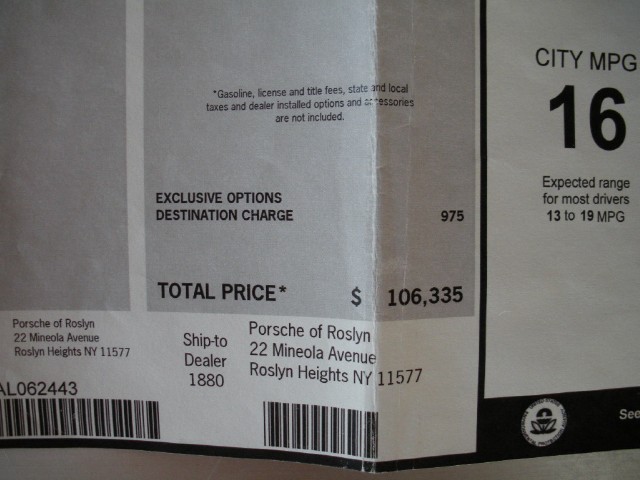 *Gasoline, license and title fees, state and local
taxes and dealer installed options and accessories
are not included.
EXCLUSIVE OPTIONS
DESTINATION CHARGE 975
TOTAL PRICE* $ 106,335
Porsche of Roslyn
22 Mineola Avenue
Roslyn Heights NY 11577
AL062443
Ship-to
Dealer
1880
Porsche of Roslyn
22 Mineola Avenue
Roslyn Heights NY 11577
CITY MPG
16
Expected range
for most drivers
13 to 19 MPG
See